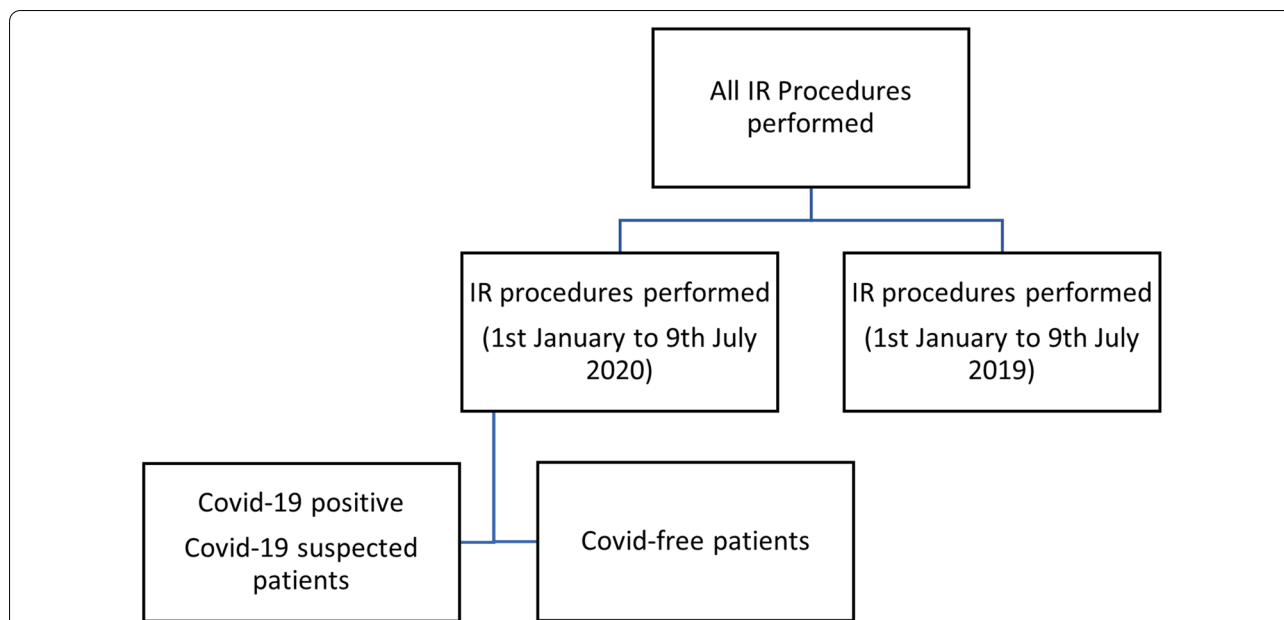 All IR Procedures
performed
IR procedures performed
(1st January to 9th July
2020)
IR procedures performed
(1st January to 9th July
2019)
Covid-19 positive
Covid-19 suspected
patients
Covid-free patients